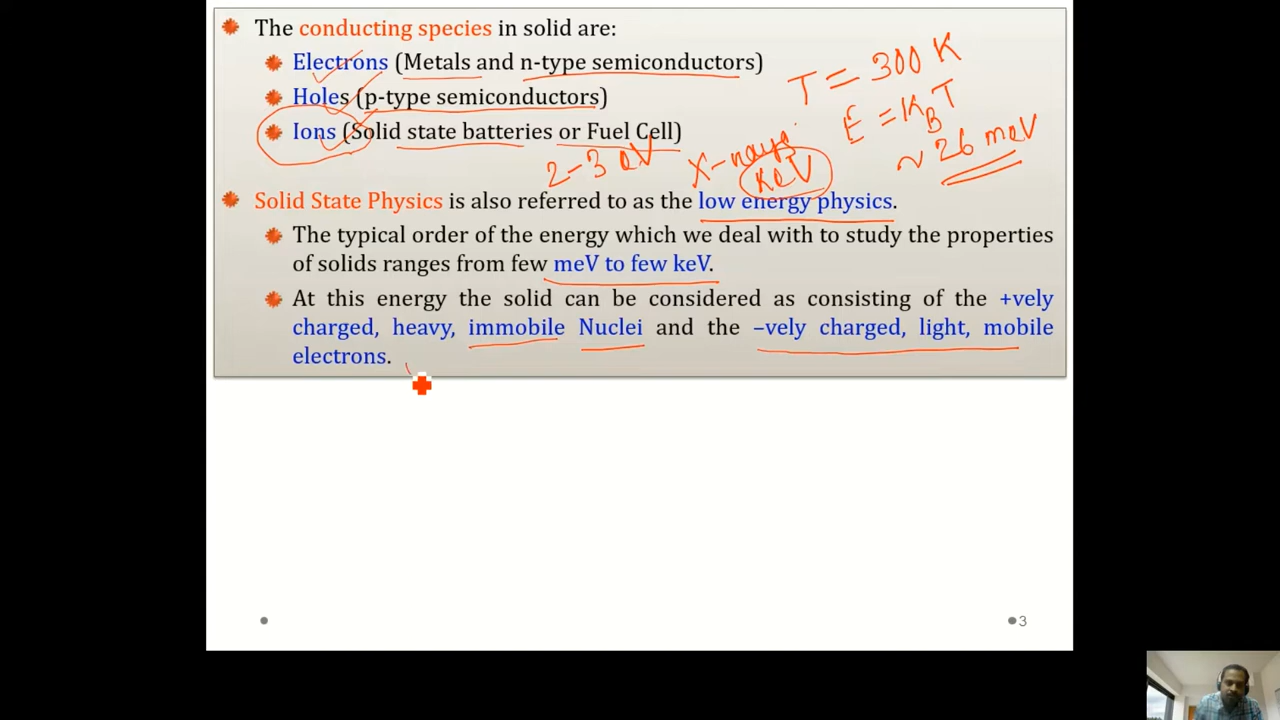 The conducting species in solid are:
Electrons (Metals and n-type semiconductors)
Holes (p-type semiconductors)
Ions (Solid state batteries or Fuel Cell)
T = 300 K
E = KBT
~ 26 meV
2-3 eV
X-rays
KeV
Solid State Physics is also referred to as the low energy physics.
The typical order of the energy which we deal with to study the properties
of solids ranges from few meV to few keV.
At this energy the solid can be considered as consisting of the +vely
charged, heavy, immobile Nuclei and the –vely charged, light, mobile
electrons.
3